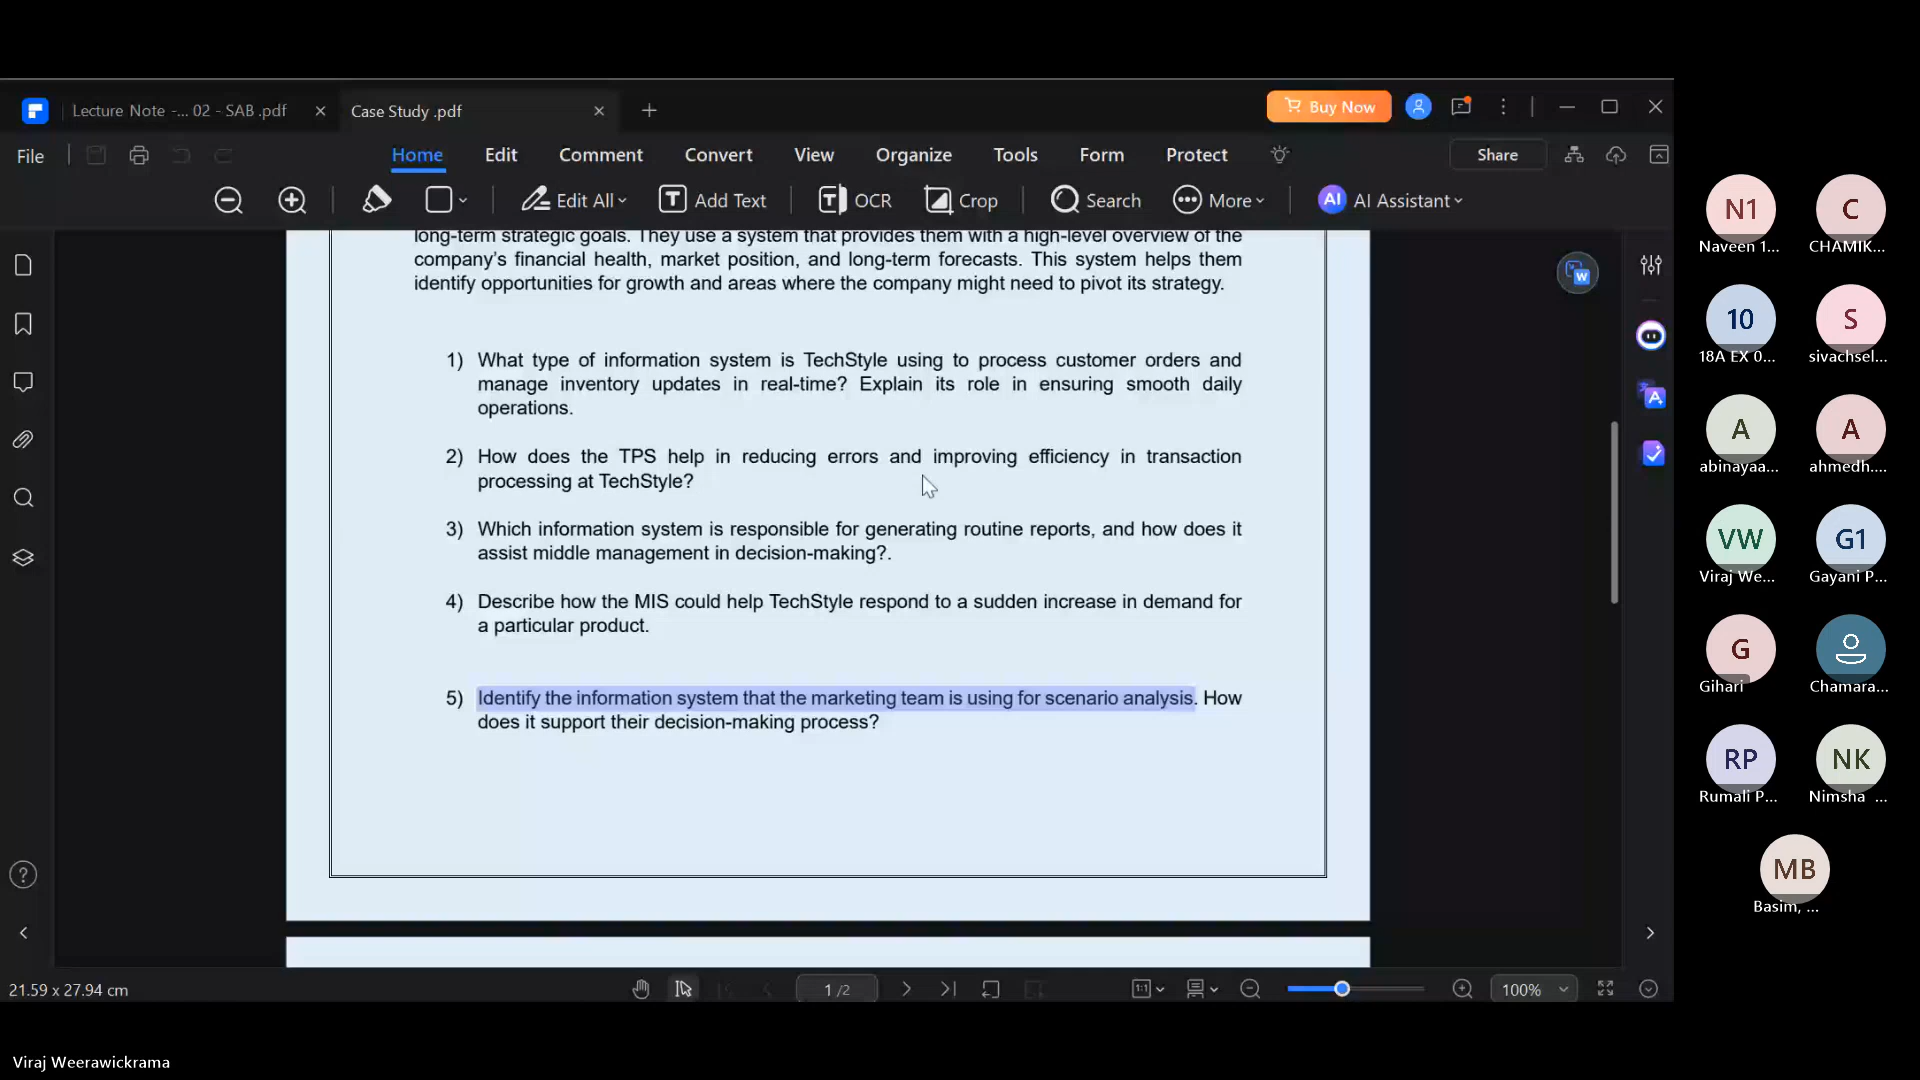 Lecture Note -... 02 - SAB .pdf
Case Study .pdf
Buy Now
File
Home
Edit
Comment
Convert
View
Organize
Tools
Form
Protect
Share
Edit All
Add Text
OCR
Crop
Search
More
AI
AI Assistant
long-term strategic goals. They use a system that provides them with a high-level overview of the
company's financial health, market position, and long-term forecasts. This system helps them
identify opportunities for growth and areas where the company might need to pivot its strategy.
1) What type of information system is TechStyle using to process customer orders and
manage inventory updates in real-time? Explain its role in ensuring smooth daily
operations.
2) How does the TPS help in reducing errors and improving efficiency in transaction
processing at TechStyle?
3) Which information system is responsible for generating routine reports, and how does it
assist middle management in decision-making?.
4) Describe how the MIS could help TechStyle respond to a sudden increase in demand for
a particular product.
5) Identify the information system that the marketing team is using for scenario analysis. How
does it support their decision-making process?
21.59 x 27.94 cm
1 /2
1:1
100%
N1
Naveen 1...
C
CHAMIK...
10
18A EX 0...
S
sivachsel...
A
abinayaa...
A
ahmedh....
VW
Viraj We...
G1
Gayani P...
G
Gihari
Chamara...
RP
Rumali P...
NK
Nimsha ...
MB
Basim, ...
Viraj Weerawickrama